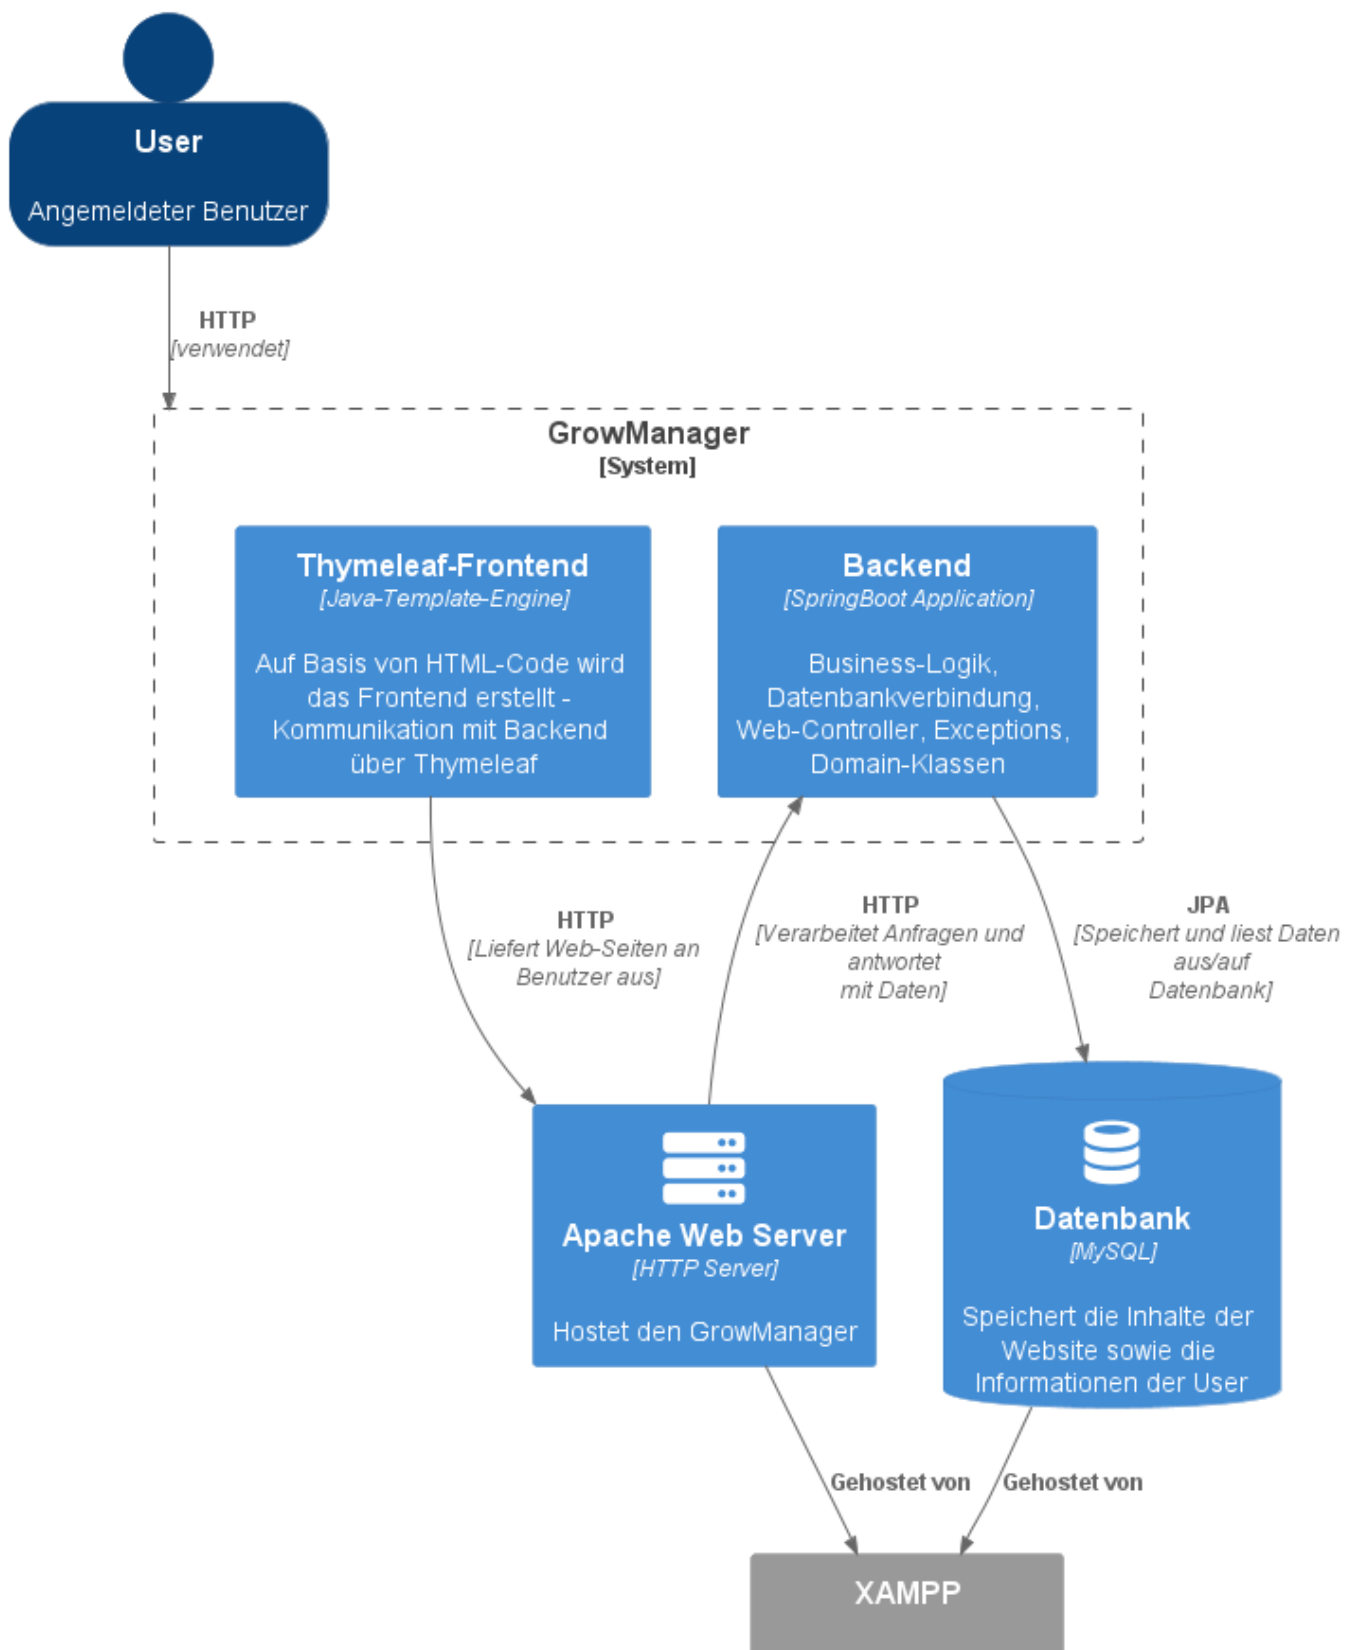 User
Angemeldeter Benutzer
HTTP
[verwendet]
GrowManager
[System]
Thymeleaf-Frontend
[Java-Template-Engine]
Auf Basis von HTML-Code wird
das Frontend erstellt -
Kommunikation mit Backend
über Thymeleaf
Backend
[SpringBoot Application]
Business-Logik,
Datenbankverbindung,
Web-Controller, Exceptions,
Domain-Klassen
HTTP
[Liefert Web-Seiten an
Benutzer aus]
HTTP
[Verarbeitet Anfragen und
antwortet
mit Daten]
JPA
[Speichert und liest Daten
aus/auf
Datenbank]
Apache Web Server
[HTTP Server]
Hostet den GrowManager
Datenbank
[MySQL]
Speichert die Inhalte der
Website sowie die
Informationen der User
Gehostet von
Gehostet von
XAMPP